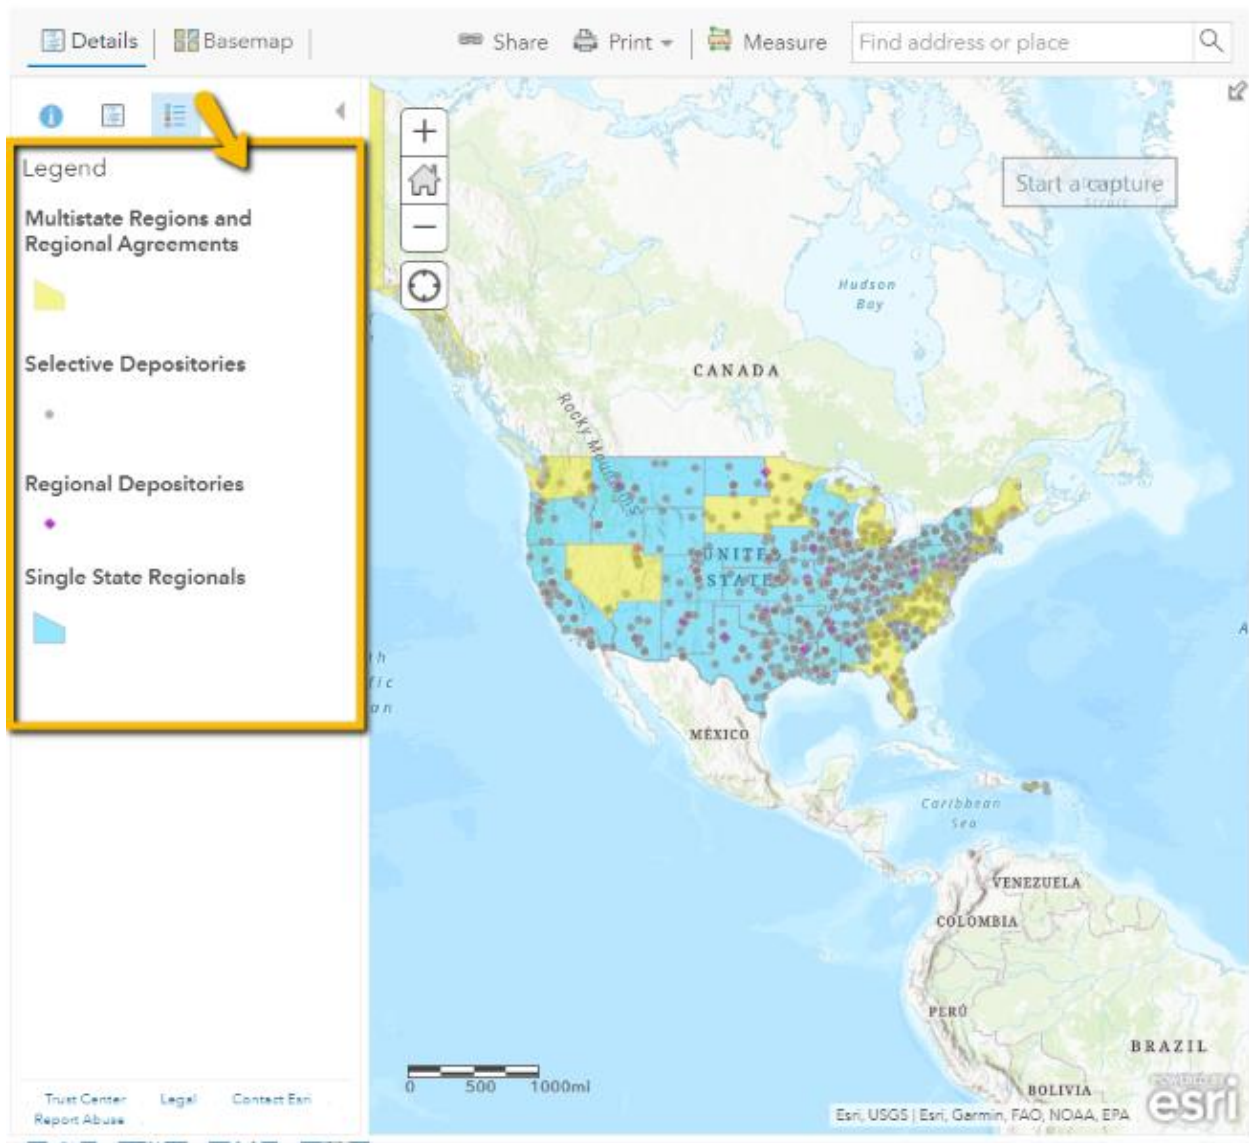 Details
Basemap
Share
Print
Measure
Find address or place
Legend
Multistate Regions and
Regional Agreements
Selective Depositories
Regional Depositories
Single State Regionals
Start a capture
Hudson
Bay
CANADA
Rocky Mountains
UNITED
STATES
MÉXICO
Caribbean
Sea
VENEZUELA
COLOMBIA
PERÚ
BRAZIL
BOLIVIA
0 500 1000mi
Esri, USGS | Esri, Garmin, FAO, NOAA, EPA
POWERED BY
esri
Trust Center
Legal
Contact Esri
Report Abuse